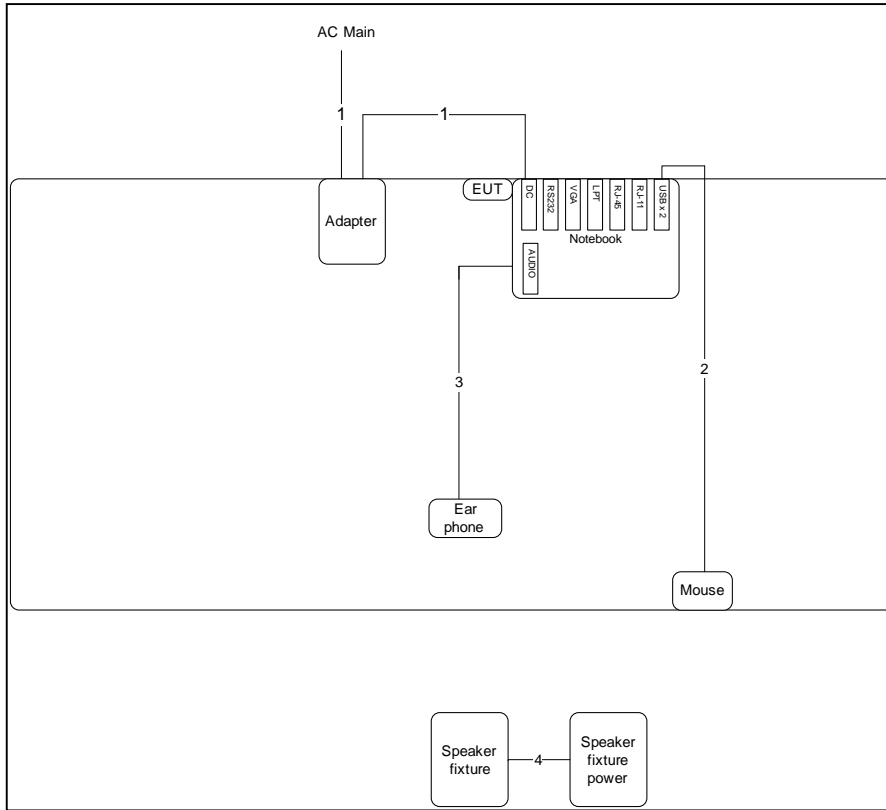 AC Main
1
1
Adapter
EUT
DC
RS232
VGA
LPT
RJ-45
RJ-11
USB x 2
Notebook
AUDIO
3
2
Ear
phone
Mouse
Speaker
fixture
4
Speaker
fixture
power